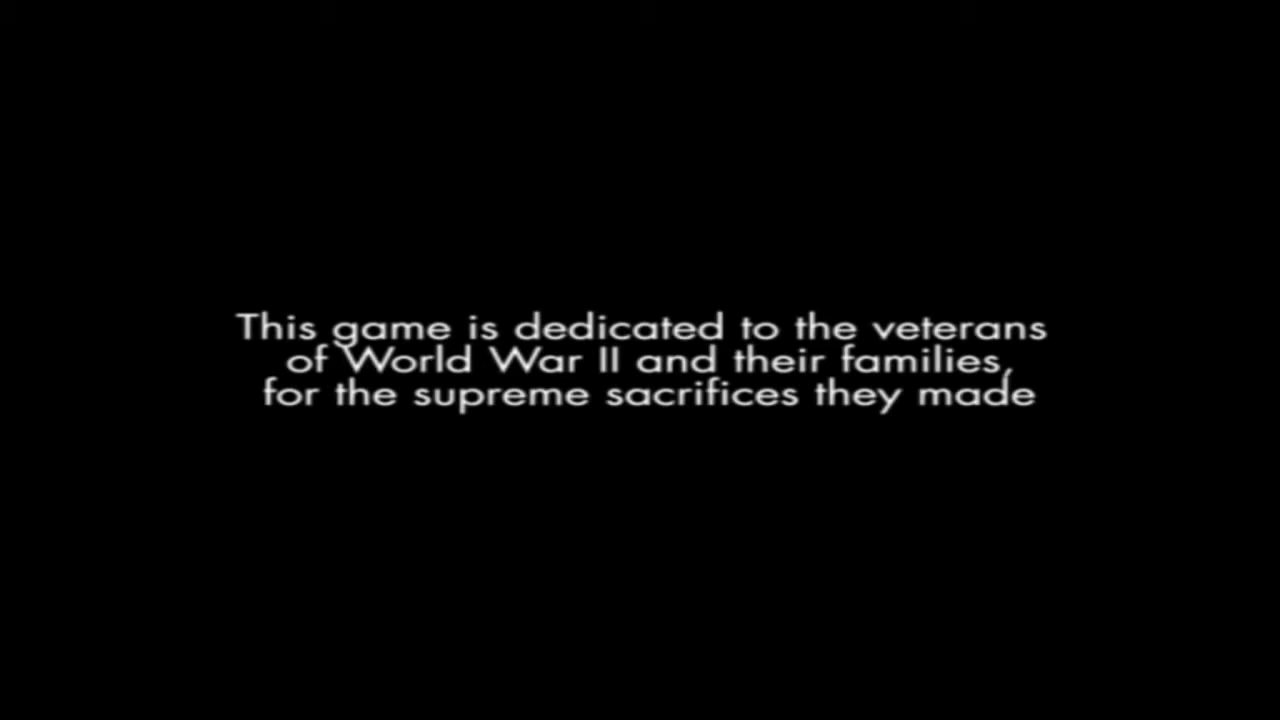 This game is dedicated to the veterans
of World War II and their families,
for the supreme sacrifices they made